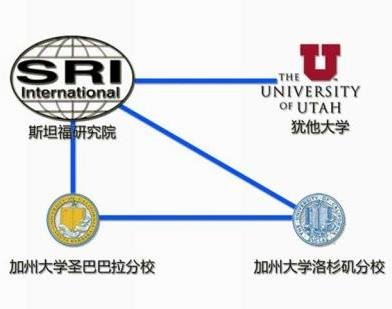 SRI
International
斯坦福研究院
U
THE
UNIVERSITY
OF UTAH
犹他大学
加州大学圣巴巴拉分校
加州大学洛杉矶分校